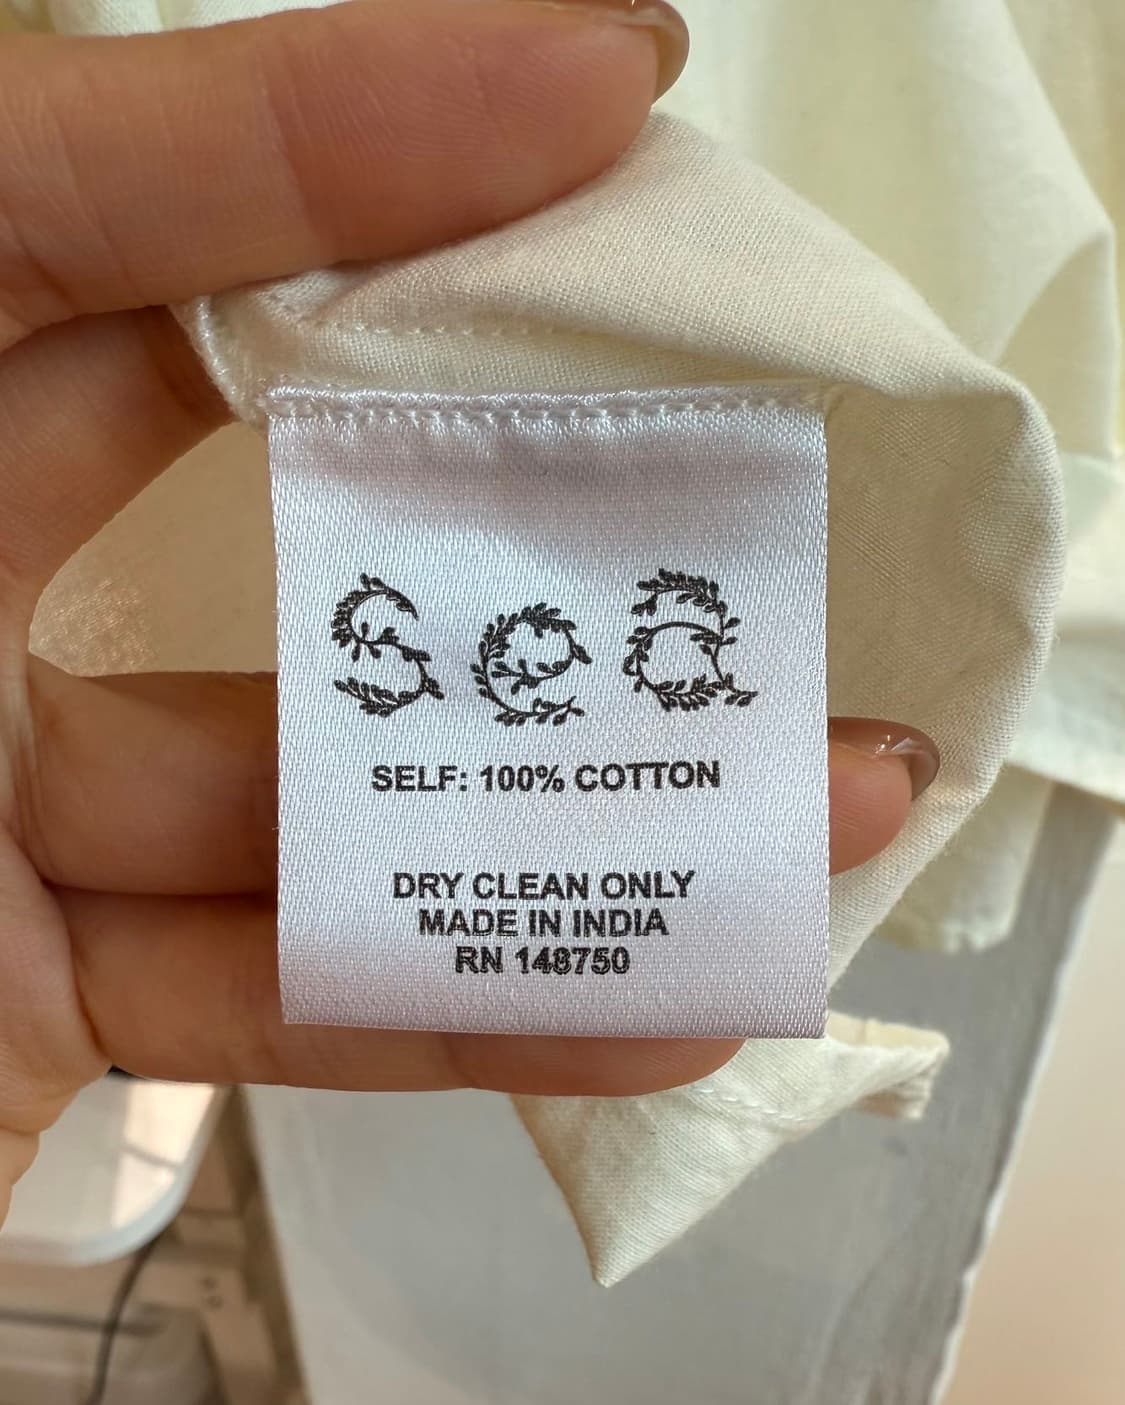 Sea
SELF: 100% COTTON
DRY CLEAN ONLY
MADE IN INDIA
RN 148750